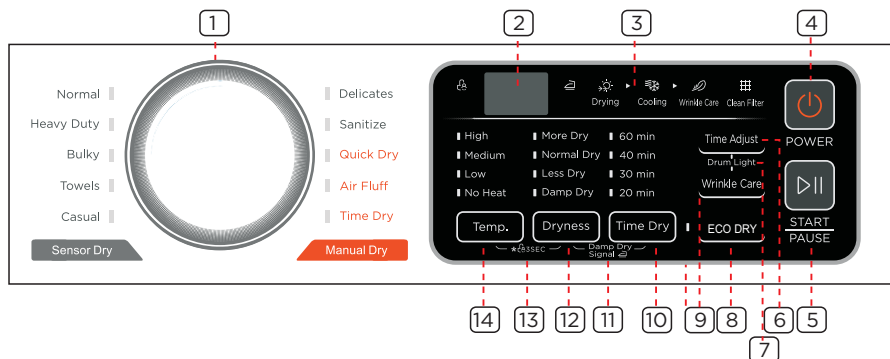 1
2
3
4
Normal
Heavy Duty
Bulky
Towels
Casual
Sensor Dry
Delicates
Sanitize
Quick Dry
Air Fluff
Time Dry
Manual Dry
Drying
Cooling
Wrinkle Care
Clean Filter
High
Medium
Low
No Heat
More Dry
Normal Dry
Less Dry
Damp Dry
60 min
40 min
30 min
20 min
Time Adjust
Drum Light
Wrinkle Care
POWER
Temp.
Dryness
Time Dry
ECO DRY
START
PAUSE
*3SEC
Damp Dry
Signal
14
13
12
11
10
9
8
7
6
5